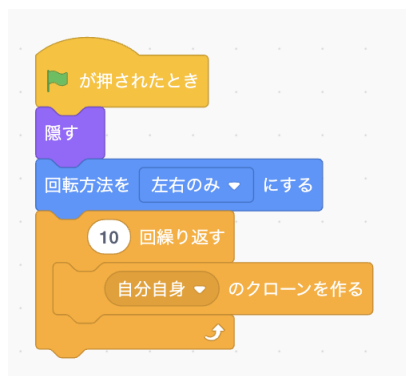 が押されたとき
隠す
回転方法を 左右のみ にする
10 回繰り返す
自分自身 のクローンを作る